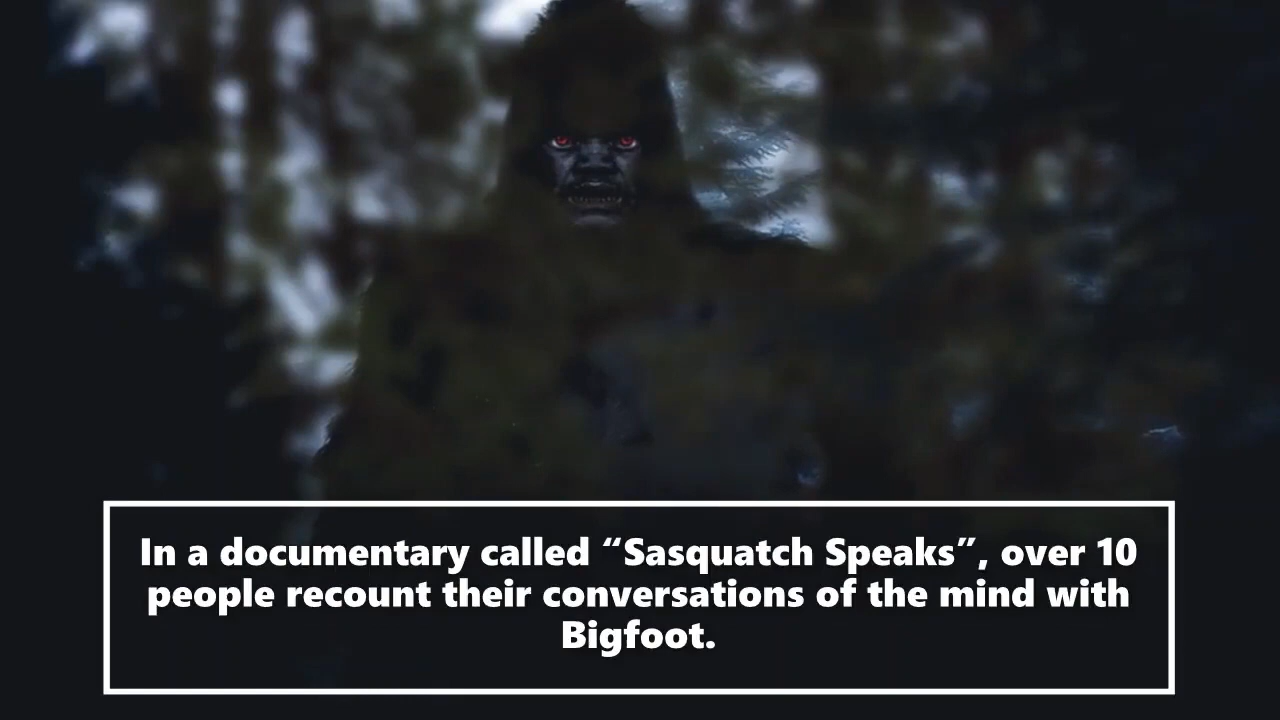 In a documentary called “Sasquatch Speaks”, over 10
people recount their conversations of the mind with
Bigfoot.